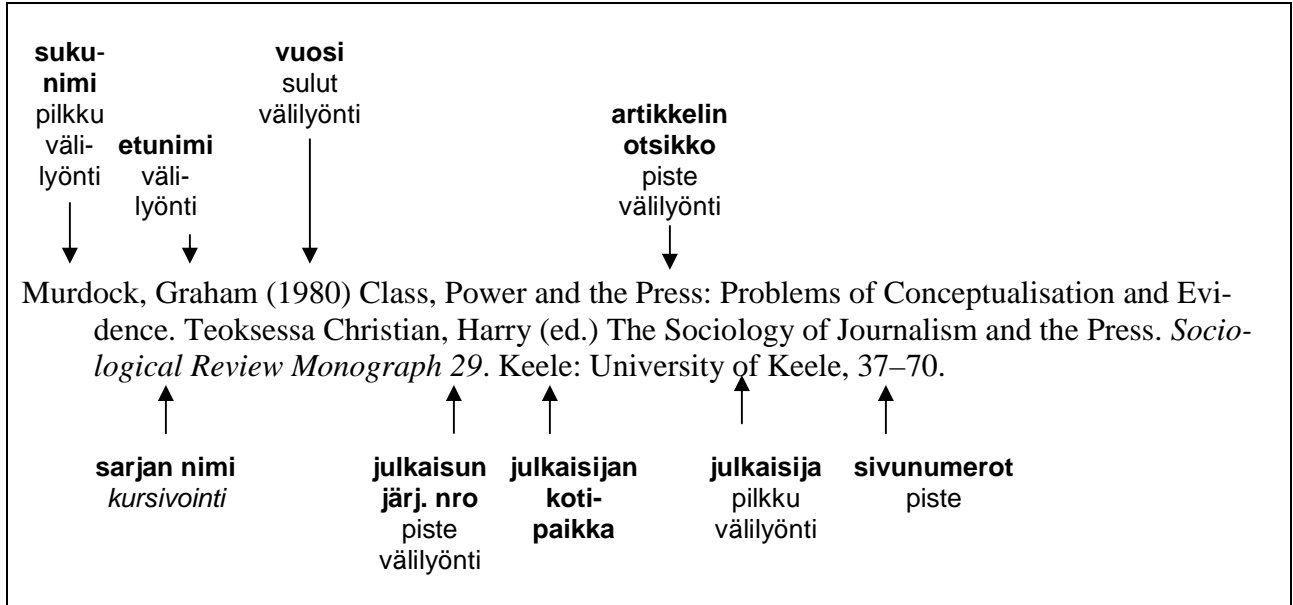 suku-
nimi
pilkku
väli-
lyönti
etunimi
väli-
lyönti
vuosi
sulut
välilyönti
artikkelin
otsikko
piste
välilyönti
Murdock, Graham (1980) Class, Power and the Press: Problems of Conceptualisation and Evi-
dence. Teoksessa Christian, Harry (ed.) The Sociology of Journalism and the Press. Socio-
logical Review Monograph 29. Keele: University of Keele, 37–70.
sarjan nimi
kursivointi
julkaisun
järj. nro
piste
välilyönti
julkaisijan
koti-
paikka
julkaisija
pilkku
välilyönti
sivunumerot
piste